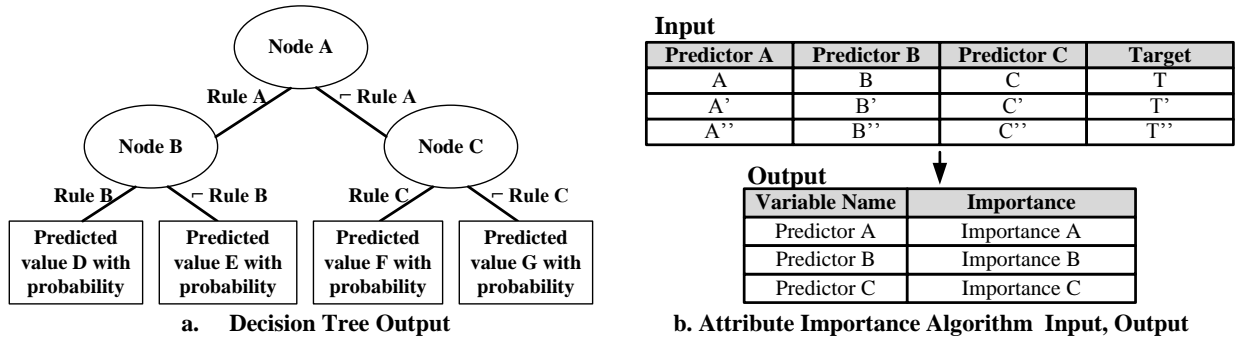 Node A
Rule A
¬ Rule A
Node B
Node C
Rule B
¬ Rule B
Rule C
¬ Rule C
Predicted
value D with
probability
Predicted
value E with
probability
Predicted
value F with
probability
Predicted
value G with
probability
a. Decision Tree Output
Input
Predictor A Predictor B Predictor C Target
A B C T
A' B' C' T'
A'' B'' C'' T''
Output
Variable Name Importance
Predictor A Importance A
Predictor B Importance B
Predictor C Importance C
b. Attribute Importance Algorithm Input, Output